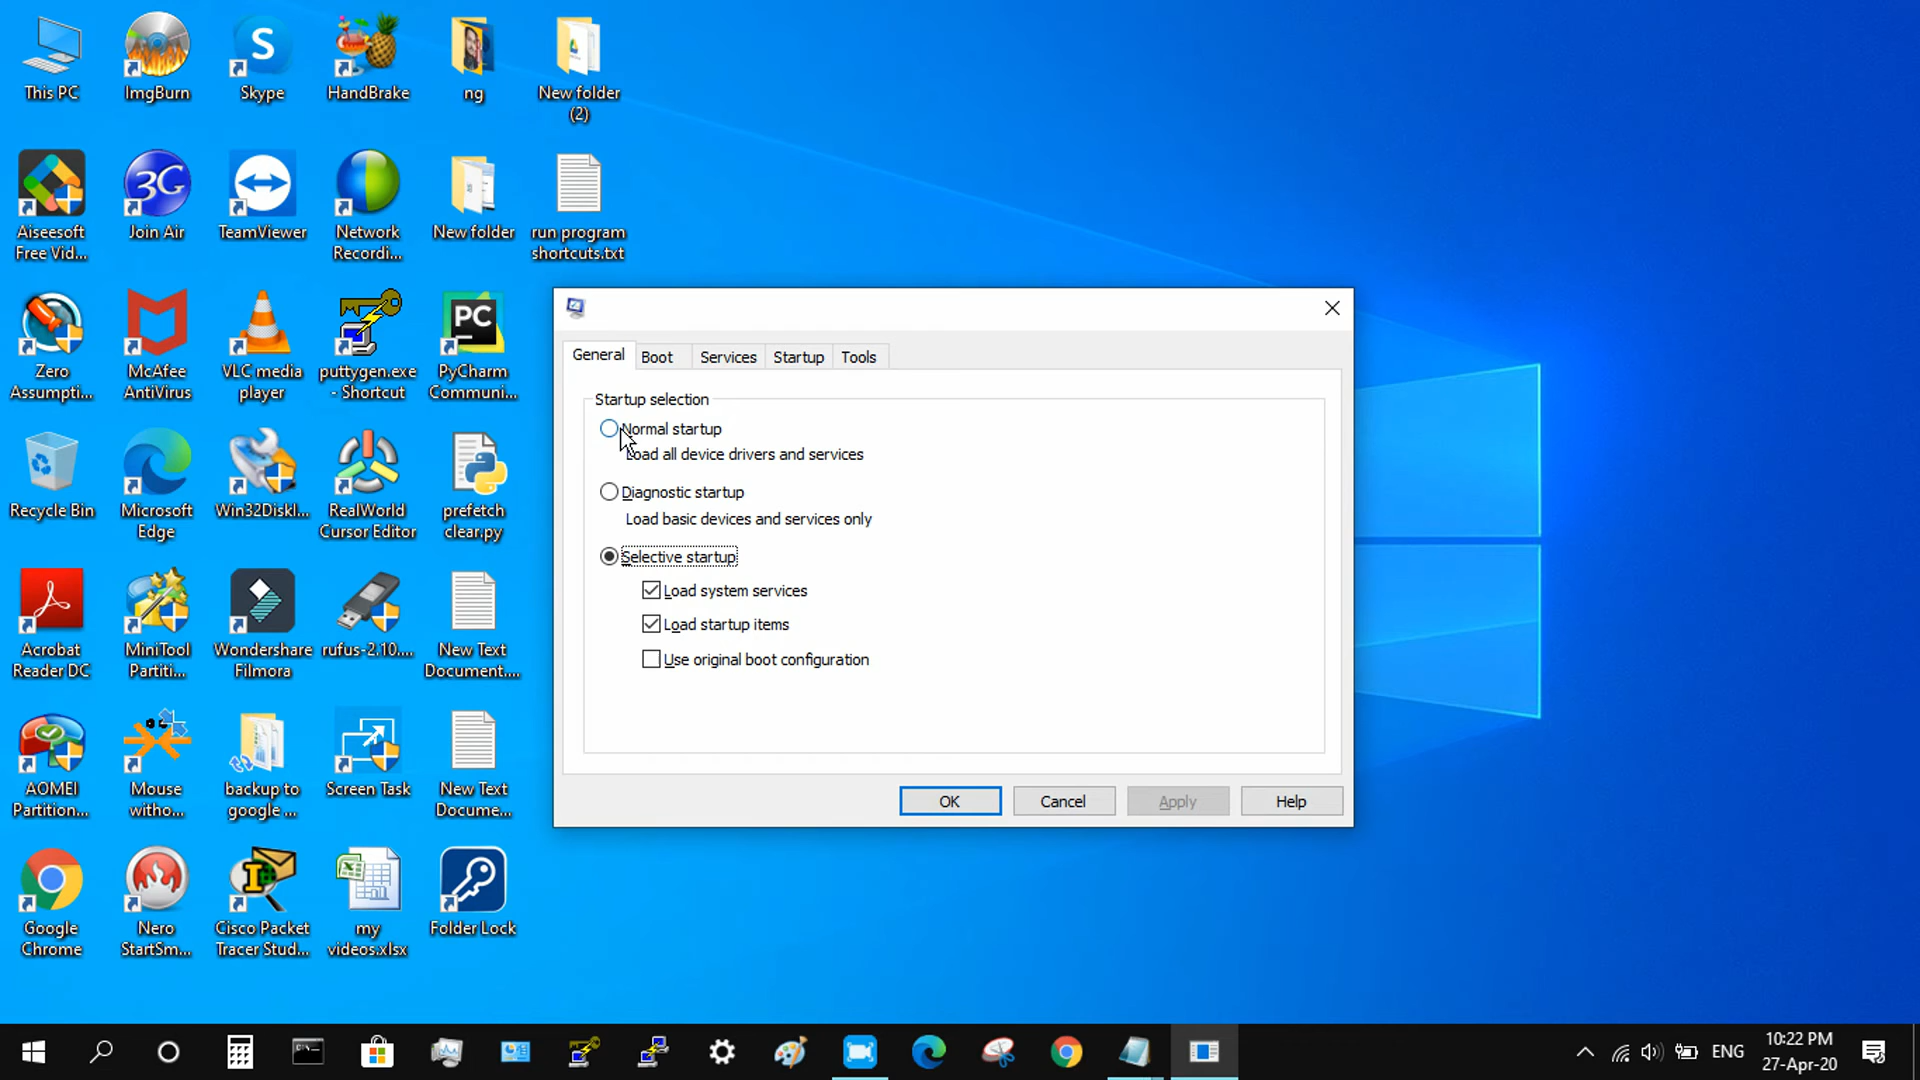 This PC
ImgBurn
Skype
HandBrake
ng
New folder
(2)
Aiseesoft
Free Vid...
3G
Join Air
TeamViewer
Network
Recordi...
New folder
run program
shortcuts.txt
Zero
Assumpti...
McAfee
AntiVirus
VLC media
player
puttygen.exe
- Shortcut
PC
PyCharm
Communi...
Recycle Bin
Microsoft
Edge
Win32DiskI...
RealWorld
Cursor Editor
prefetch
clear.py
Acrobat
Reader DC
MiniTool
Partiti...
Wondershare
Filmora
rufus-2.10....
New Text
Document....
AOMEI
Partition...
Mouse
witho...
backup to
google ...
Screen Task
New Text
Docume...
Google
Chrome
Nero
StartSm...
Cisco Packet
Tracer Stud...
my
videos.xlsx
Folder Lock
General
Boot
Services
Startup
Tools
Startup selection
Normal startup
Load all device drivers and services
Diagnostic startup
Load basic devices and services only
Selective startup
Load system services
Load startup items
Use original boot configuration
OK
Cancel
Apply
Help
ENG
10:22 PM
27-Apr-20